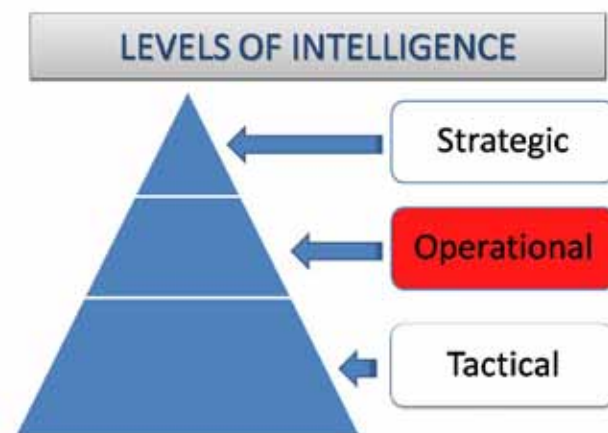 LEVELS OF INTELLIGENCE
Strategic
Operational
Tactical